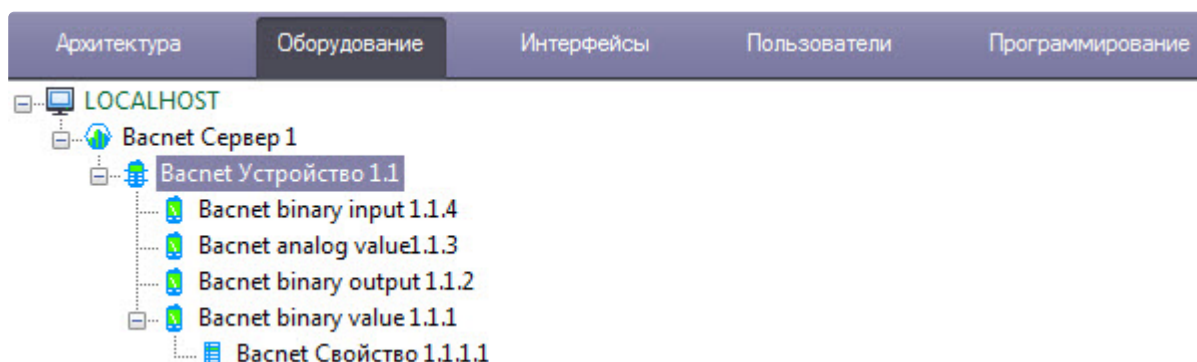 Архитектура Оборудование Интерфейсы Пользователи Программирование
LOCALHOST
Bacnet Сервер 1
Bacnet Устройство 1.1
Bacnet binary input 1.1.4
Bacnet analog value1.1.3
Bacnet binary output 1.1.2
Bacnet binary value 1.1.1
Bacnet Свойство 1.1.1.1